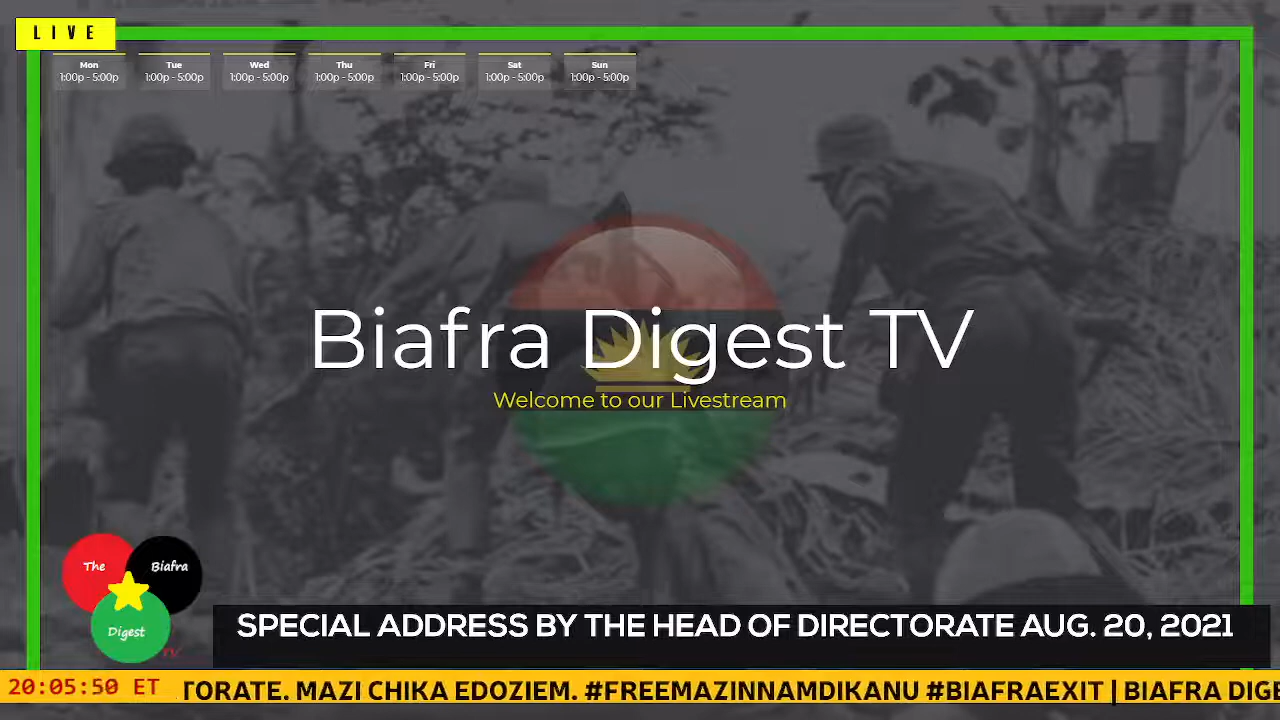 LIVE
Mon Tue Wed Thu Fri Sat Sun
1:00p - 5:00p 1:00p - 5:00p 1:00p - 5:00p 1:00p - 5:00p 1:00p - 5:00p 1:00p - 5:00p 1:00p - 5:00p
Biafra Digest TV
Welcome to our Livestream
The Biafra
Digest
TV
SPECIAL ADDRESS BY THE HEAD OF DIRECTORATE AUG. 20, 2021
20:05:50 ET TORATE. MAZI CHIKA EDOZIEM. #FREEMAZINNAMDIKANU #BIAFRAEXIT | BIAFRA DIGE